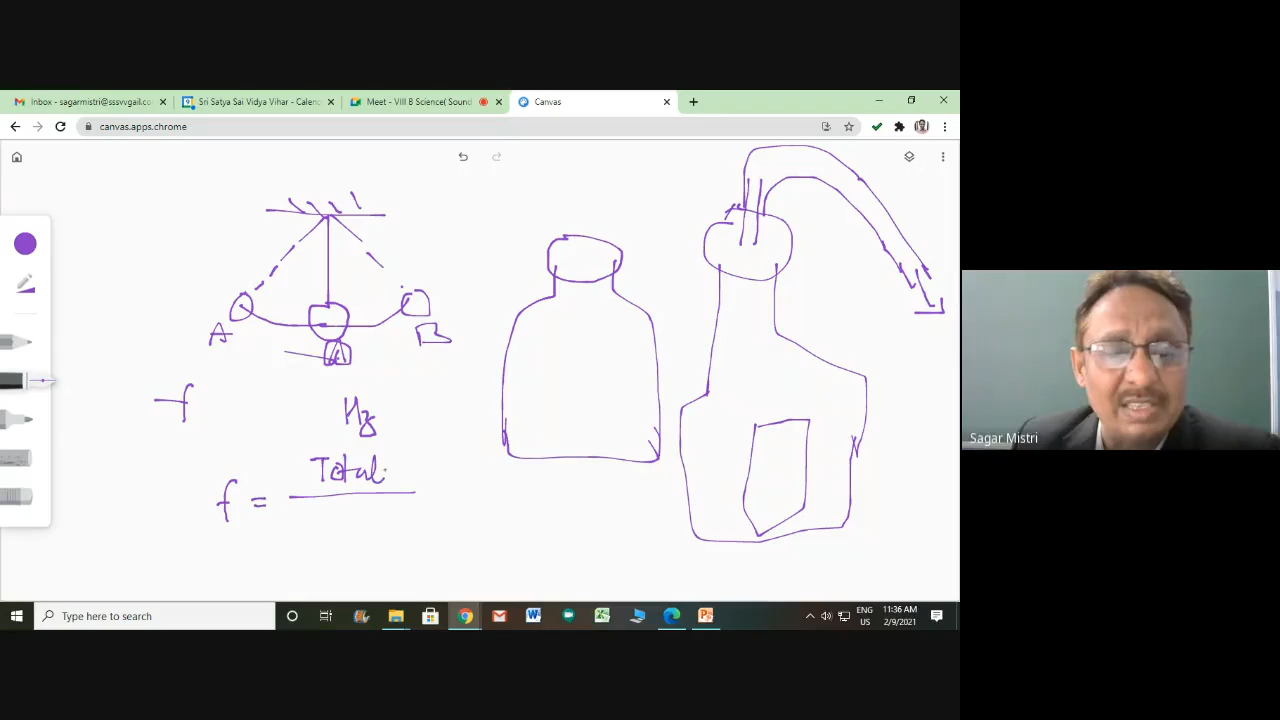 Inbox - sagarmistri@sssvvgail.co
Sri Satya Sai Vidya Vihar - Calend
Meet - VIII B Science( Sound
Canvas
canvas.apps.chrome
A
B
f
Hz
Total
f =
Sagar Mistri
Type here to search
ENG
US
11:36 AM
2/9/2021